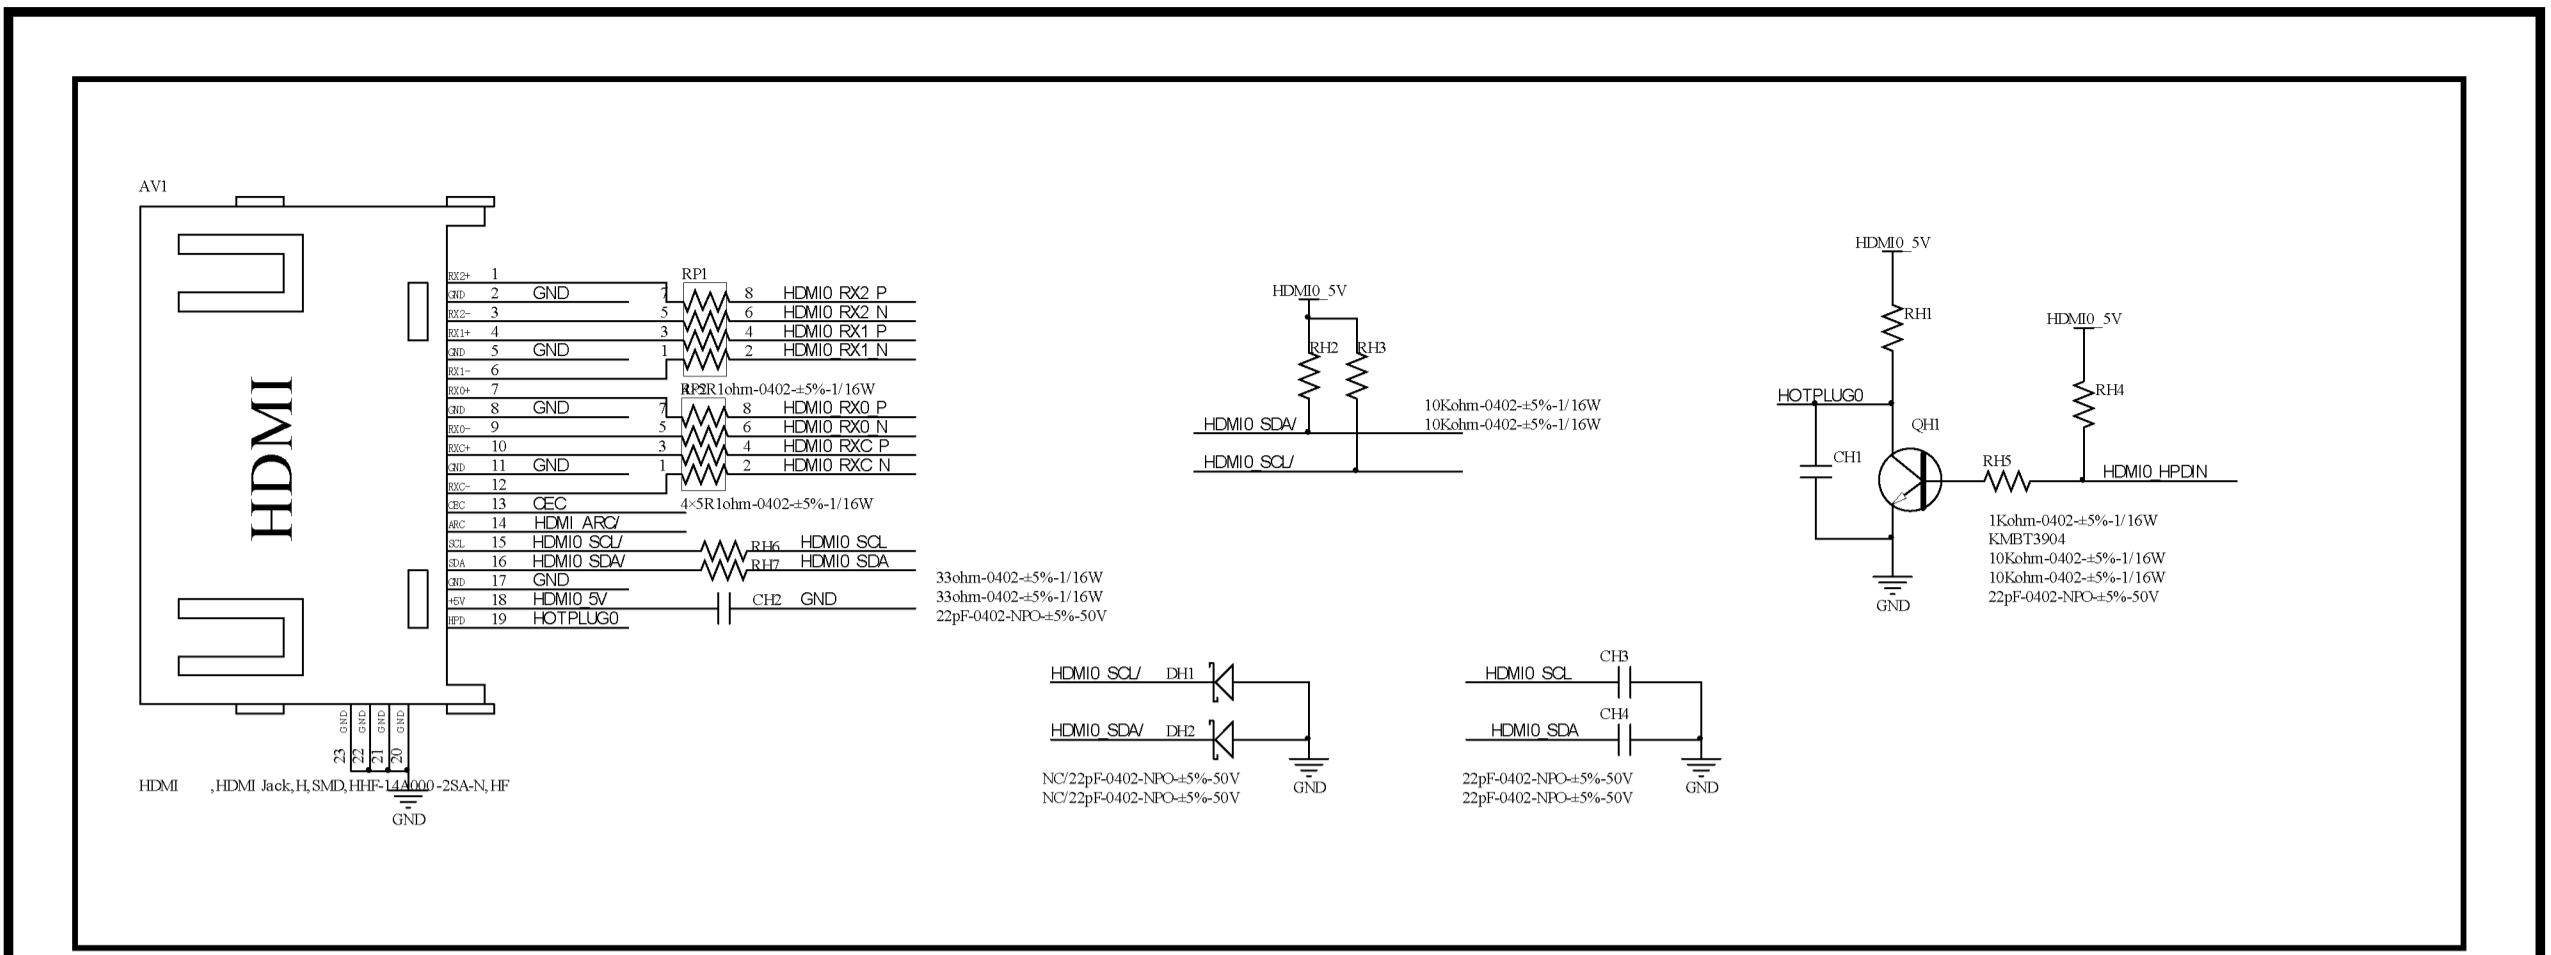 AV1
HDMI
RX2+ 1
GND 2 GND
RX2- 3
RX1+ 4
GND 5 GND
RX1- 6
RX0+ 7
GND 8 GND
RX0- 9
RXC+ 10
GND 11 GND
RXC- 12
CEC 13 CEC
ARC 14 HDMI_ARC/
SCL 15 HDMI0_SCL/ RH6 HDMI0_SCL
SDA 16 HDMI0_SDA/ RH7 HDMI0_SDA
GND 17 GND
+5V 18 HDMI0_5V CH2 GND
HPD 19 HOTPLUG0
RP1
7 8 HDMI0_RX2_P
5 6 HDMI0_RX2_N
3 4 HDMI0_RX1_P
1 2 HDMI0_RX1_N
RP2
4×5R1ohm-0402-±5%-1/16W
7 8 HDMI0_RX0_P
5 6 HDMI0_RX0_N
3 4 HDMI0_RXC_P
1 2 HDMI0_RXC_N
4×5R1ohm-0402-±5%-1/16W
33ohm-0402-±5%-1/16W
33ohm-0402-±5%-1/16W
22pF-0402-NPO-±5%-50V
GND GND GND GND
23 22 21 20
HDMI ,HDMI Jack,H,SMD,HHF-14A000-2SA-N,HF
GND
HDMI0_5V
RH2 RH3
10Kohm-0402-±5%-1/16W
10Kohm-0402-±5%-1/16W
HDMI0_SDA/
HDMI0_SCL/
HDMI0_SCL/ DH1
HDMI0_SDA/ DH2
NC/22pF-0402-NPO-±5%-50V
NC/22pF-0402-NPO-±5%-50V
GND
CH3
HDMI0_SCL
CH4
HDMI0_SDA
22pF-0402-NPO-±5%-50V
22pF-0402-NPO-±5%-50V
GND
HDMI0_5V
RH1
HDMI0_5V
RH4
HOTPLUG0
QH1
CH1
RH5
HDMI0_HPDIN
1Kohm-0402-±5%-1/16W
KMBT3904
10Kohm-0402-±5%-1/16W
10Kohm-0402-±5%-1/16W
22pF-0402-NPO-±5%-50V
GND